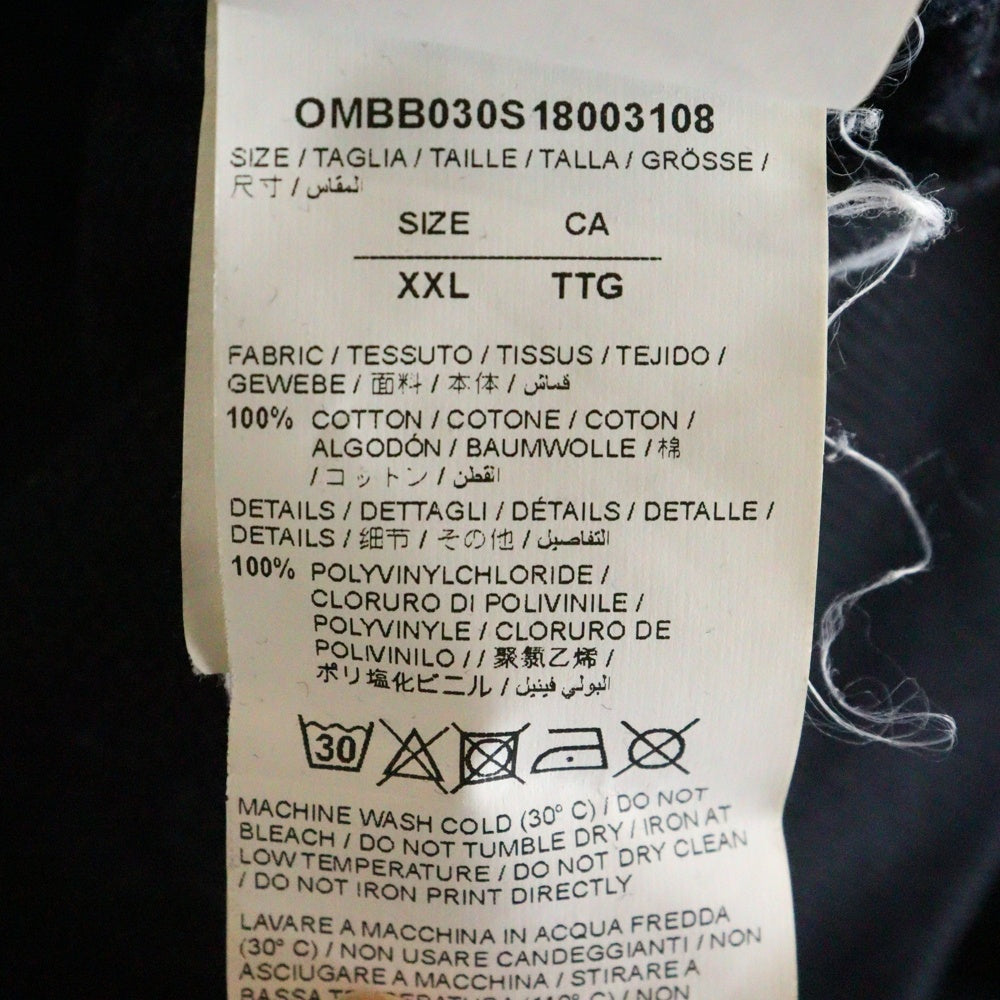 OMBB030S18003108
SIZE / TAGLIA / TAILLE / TALLA / GRÖSSE /
尺寸 / المقاس
SIZE CA
XXL TTG
FABRIC / TESSUTO / TISSUS / TEJIDO /
GEWEBE / 面料 / 本体 / قماش
100% COTTON / COTONE / COTON /
ALGODÓN / BAUMWOLLE / 棉
/ コットン / القطن
DETAILS / DETTAGLI / DÉTAILS / DETALLE /
DETAILS / 细节 / その他 / التفاصيل
100% POLYVINYLCHLORIDE /
CLORURO DI POLIVINILE /
POLYVINYLE / CLORURO DE
POLIVINILO / / 聚氯乙烯 /
ポリ塩化ビニル / البولي فينيل
30
MACHINE WASH COLD (30° C) / DO NOT
BLEACH / DO NOT TUMBLE DRY / IRON AT
LOW TEMPERATURE / DO NOT DRY CLEAN
/ DO NOT IRON PRINT DIRECTLY
LAVARE A MACCHINA IN ACQUA FREDDA
(30° C) / NON USARE CANDEGGIANTI / NON
ASCIUGARE A MACCHINA / STIRARE A
BASSA (110° C) / NON